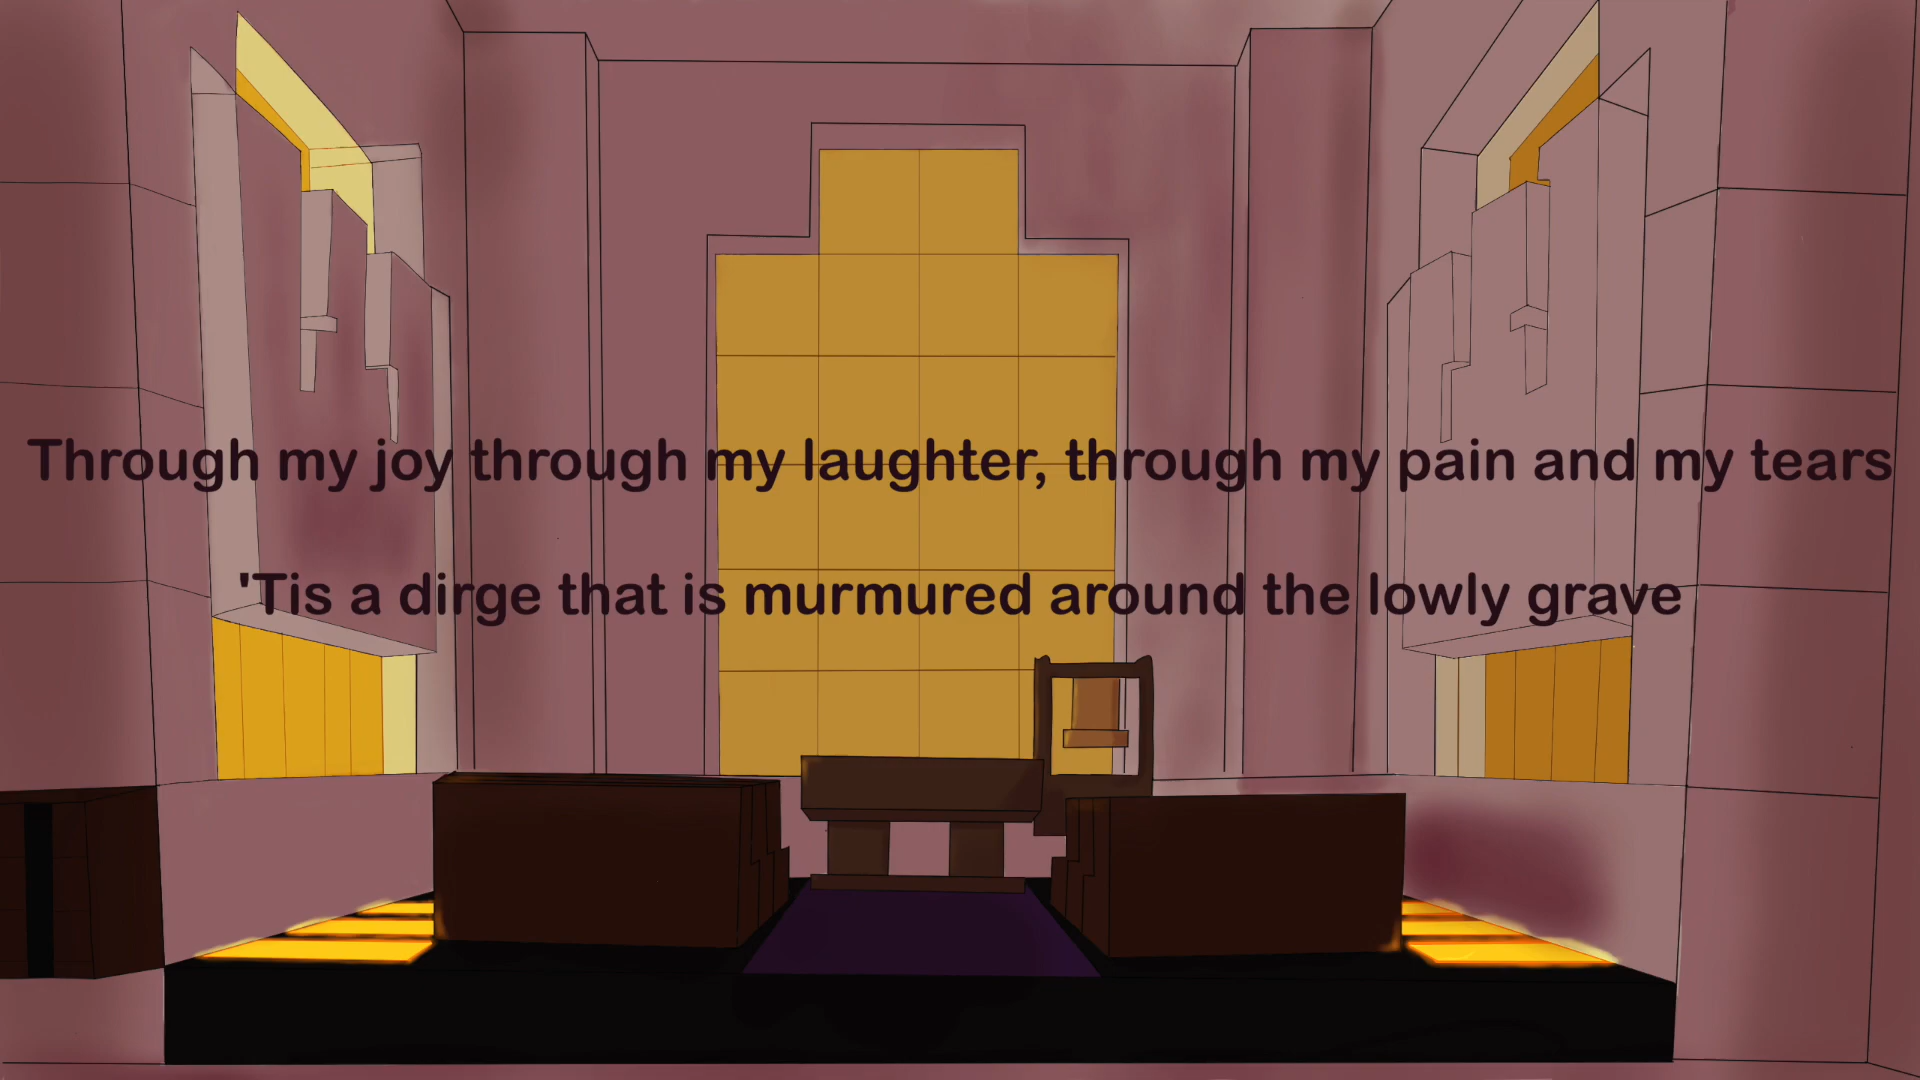 Through my joy through my laughter, through my pain and my tears
'Tis a dirge that is murmured around the lowly grave